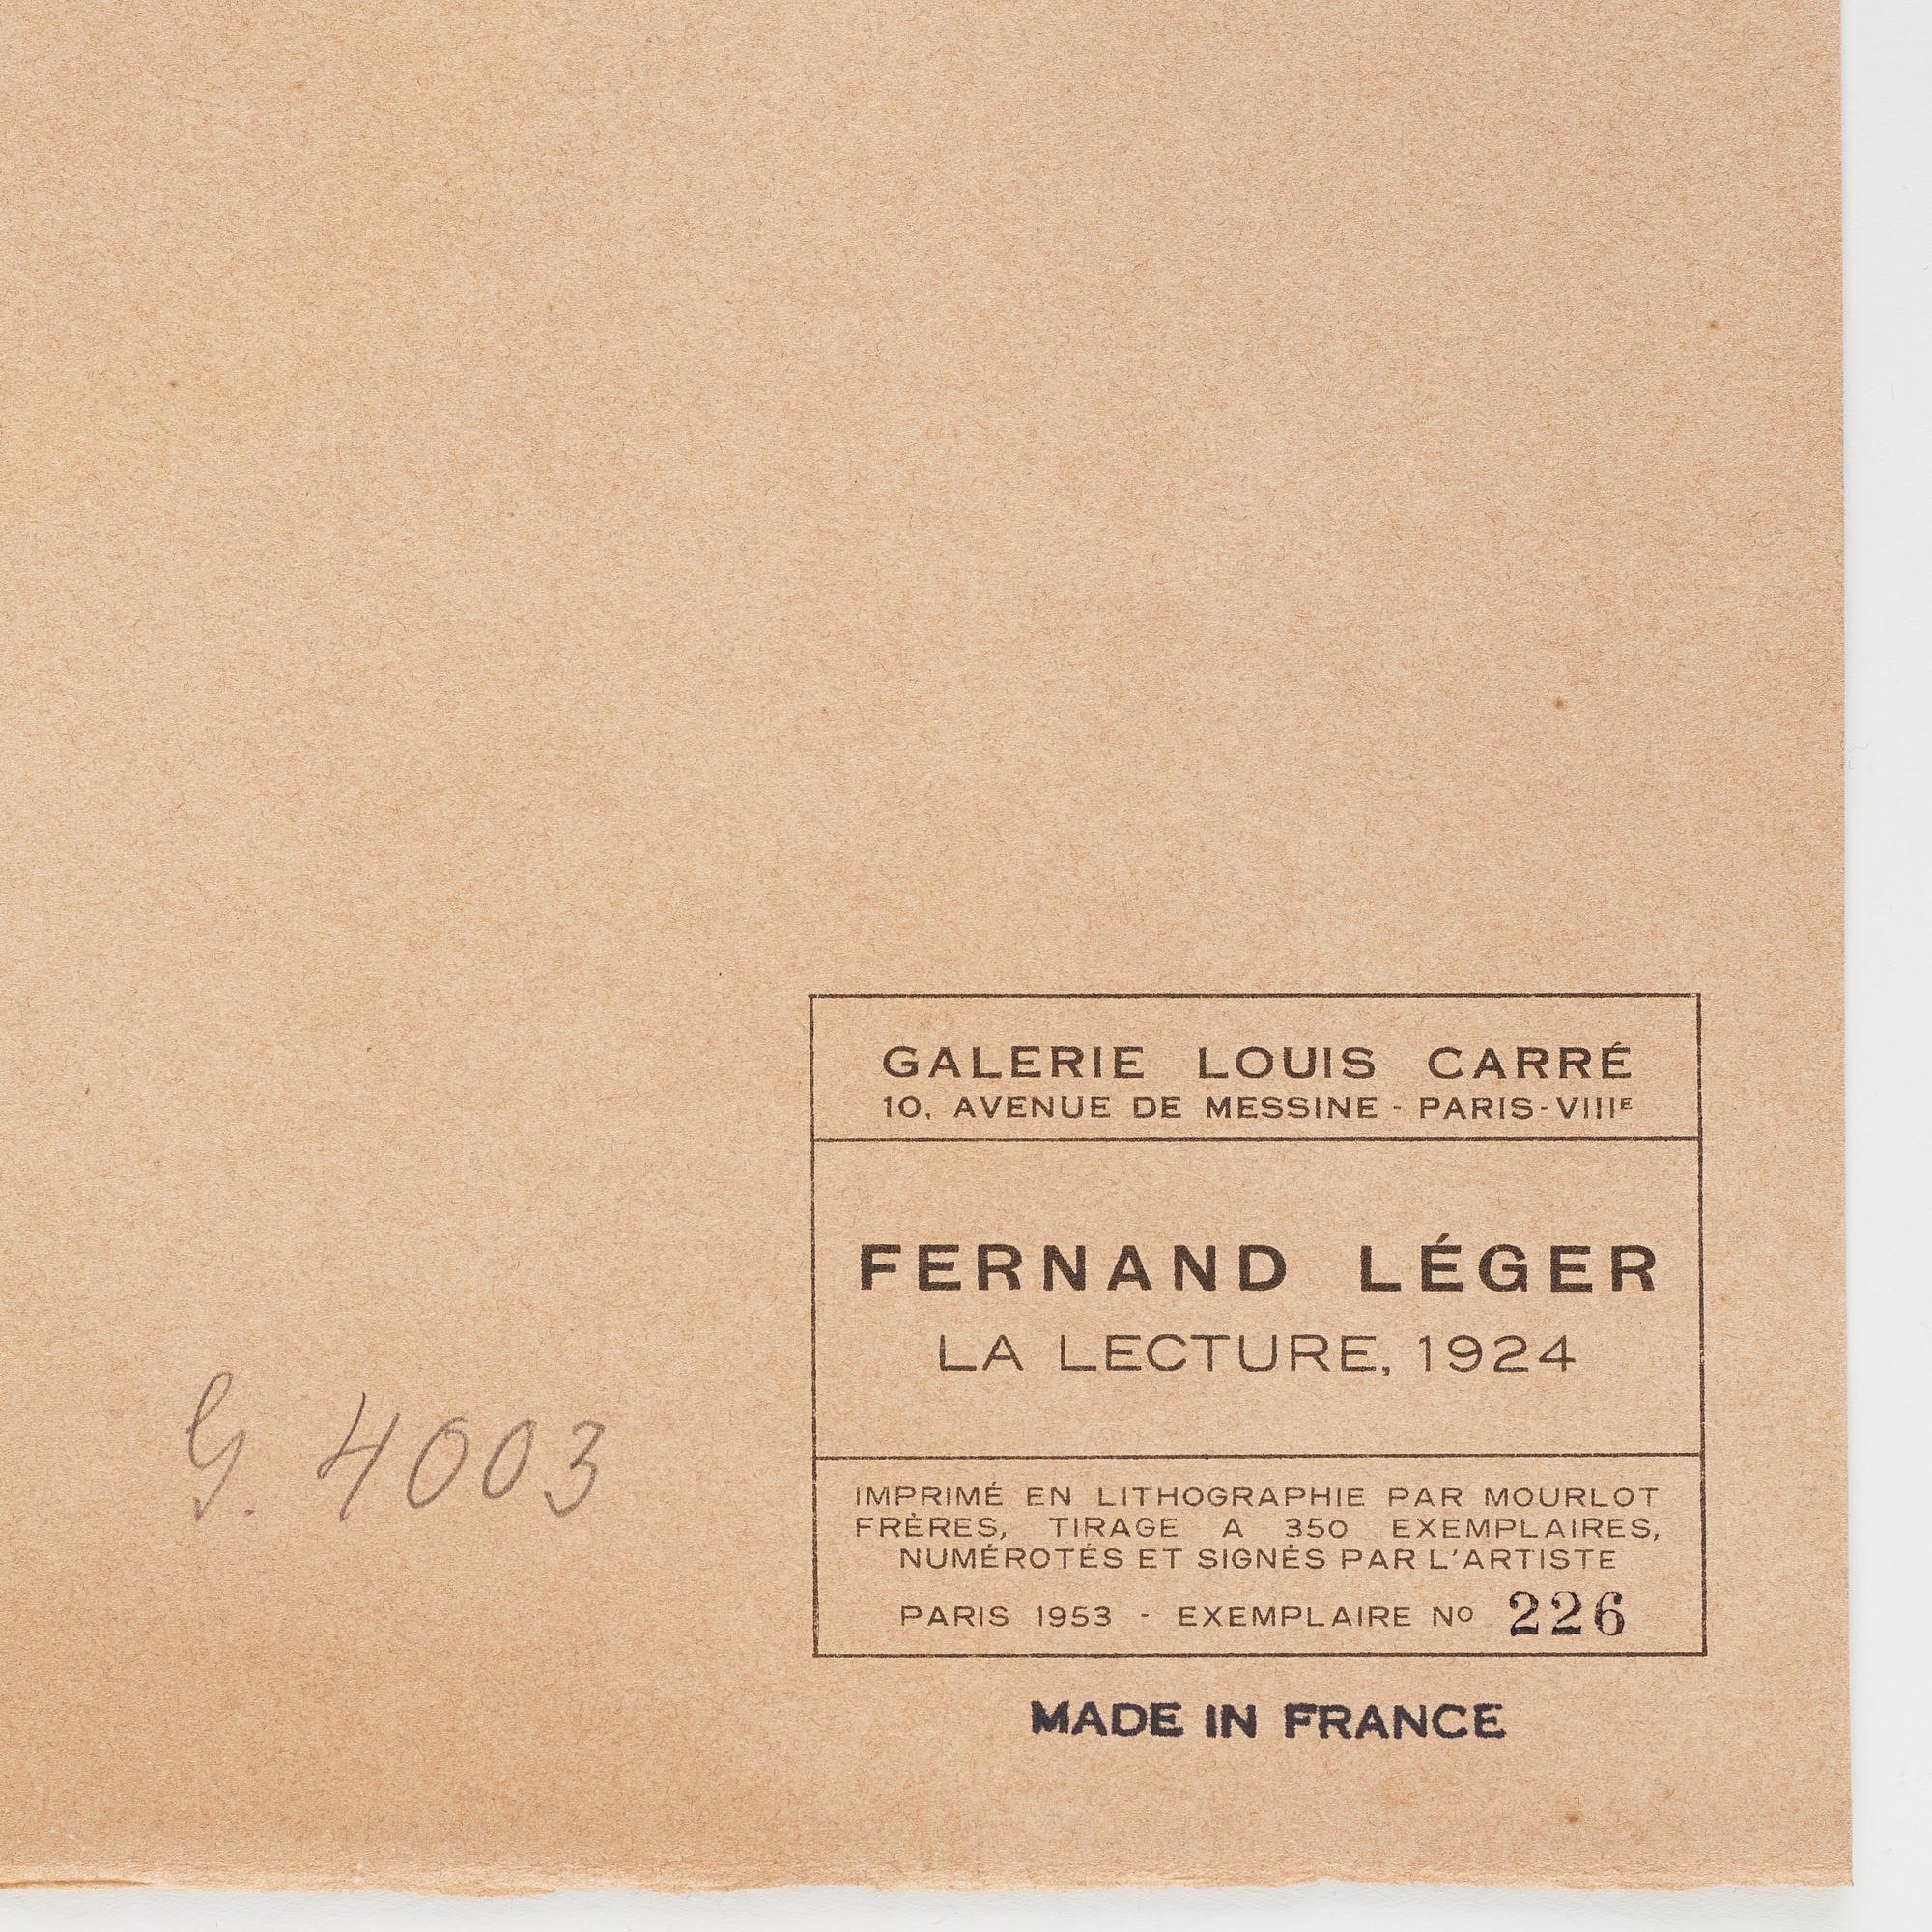 GALERIE LOUIS CARRÉ
10, AVENUE DE MESSINE - PARIS-VIIIᴱ
FERNAND LÉGER
LA LECTURE, 1924
G. 4003
IMPRIMÉ EN LITHOGRAPHIE PAR MOURLOT
FRÈRES, TIRAGE A 350 EXEMPLAIRES,
NUMÉROTÉS ET SIGNÉS PAR L'ARTISTE
PARIS 1953 - EXEMPLAIRE Nº 226
MADE IN FRANCE